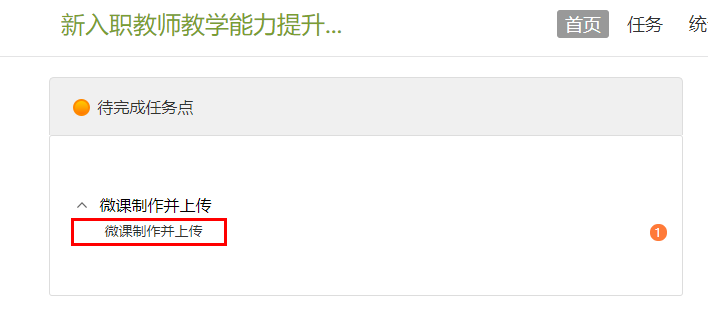 新入职教师教学能力提升...
首页 任务 统
待完成任务点
微课制作并上传
微课制作并上传 1